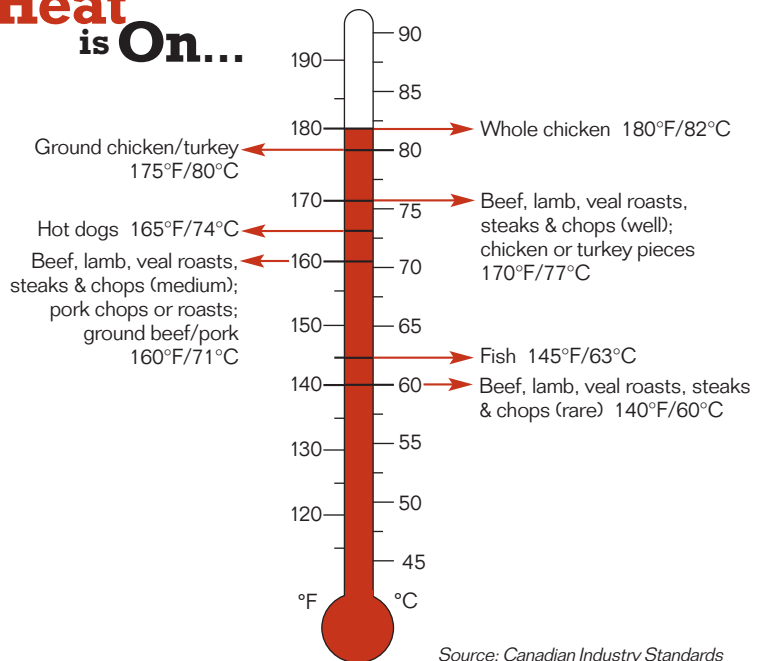 Heat
is On...
190
180
170
160
150
140
130
120
°F
90
85
80
75
70
65
60
55
50
45
°C
Ground chicken/turkey
175°F/80°C
Hot dogs 165°F/74°C
Beef, lamb, veal roasts,
steaks & chops (medium);
pork chops or roasts;
ground beef/pork
160°F/71°C
Whole chicken 180°F/82°C
Beef, lamb, veal roasts,
steaks & chops (well);
chicken or turkey pieces
170°F/77°C
Fish 145°F/63°C
Beef, lamb, veal roasts, steaks
& chops (rare) 140°F/60°C
Source: Canadian Industry Standards